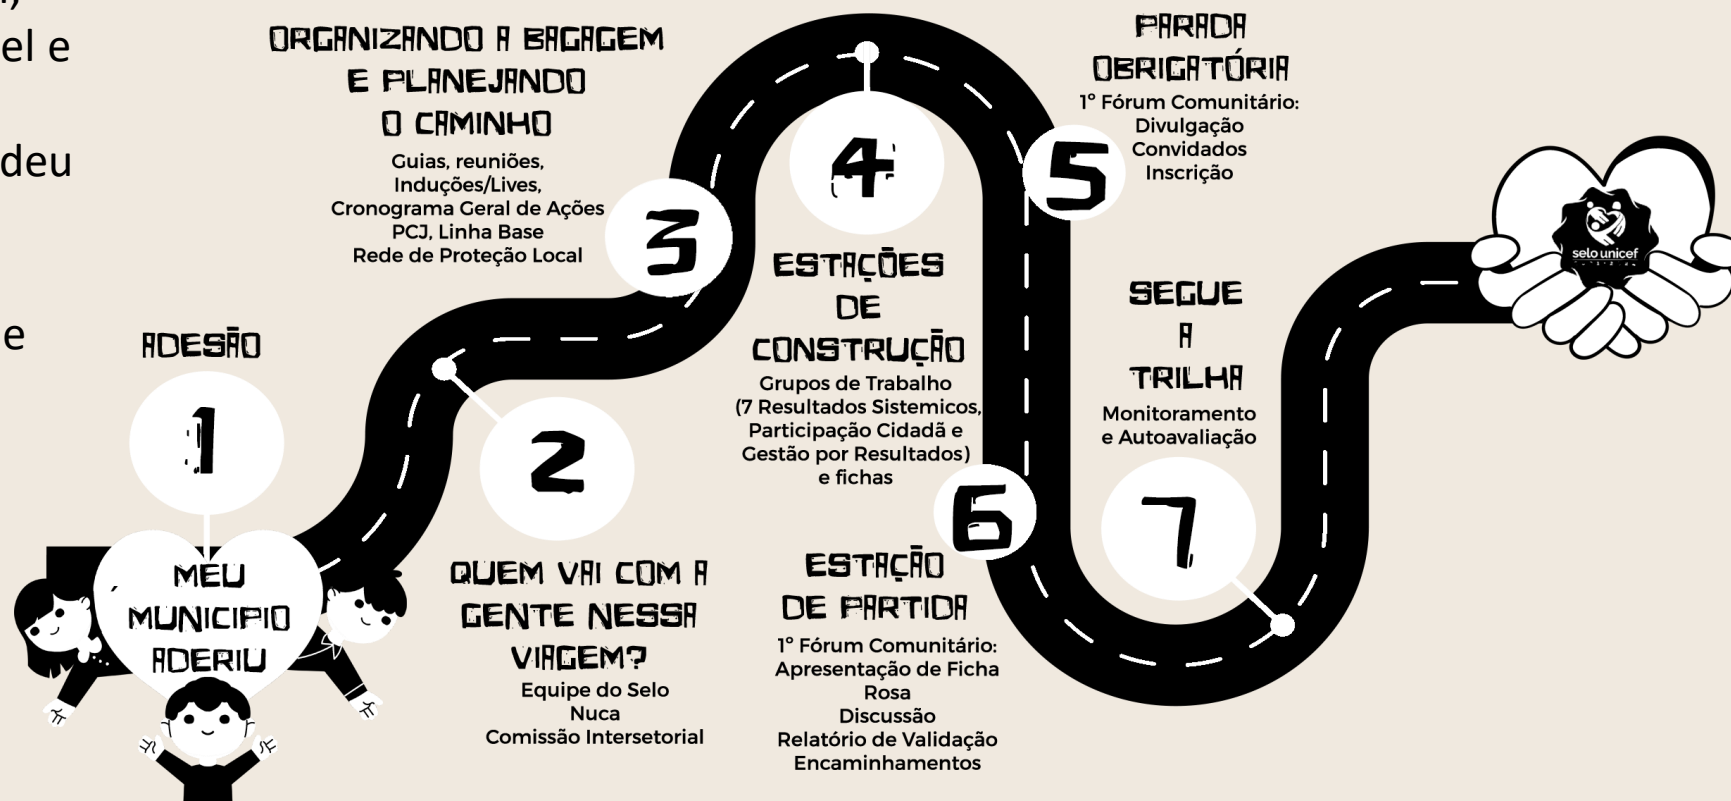 el e
deu
e
ADESÃO
1
MEU
MUNICIPIO
ADERIU
2
QUEM VAI COM A
GENTE NESSA
VIAGEM?
Equipe do Selo
Nuca
Comissão Intersetorial
ORGANIZANDO A BAGAGEM
E PLANEJANDO
O CAMINHO
Guias, reuniões,
Induções/Lives,
Cronograma Geral de Ações
PCJ, Linha Base
Rede de Proteção Local
3
4
ESTAÇÕES
DE
CONSTRUÇÃO
Grupos de Trabalho
(7 Resultados Sistemicos,
Participação Cidadã e
Gestão por Resultados)
e fichas
PARADA
OBRIGATÓRIA
1º Fórum Comunitário:
Divulgação
Convidados
Inscrição
5
6
ESTAÇÃO
DE PARTIDA
1º Fórum Comunitário:
Apresentação de Ficha
Rosa
Discussão
Relatório de Validação
Encaminhamentos
SEGUE
A
TRILHA
Monitoramento
e Autoavaliação
7
selo unicef